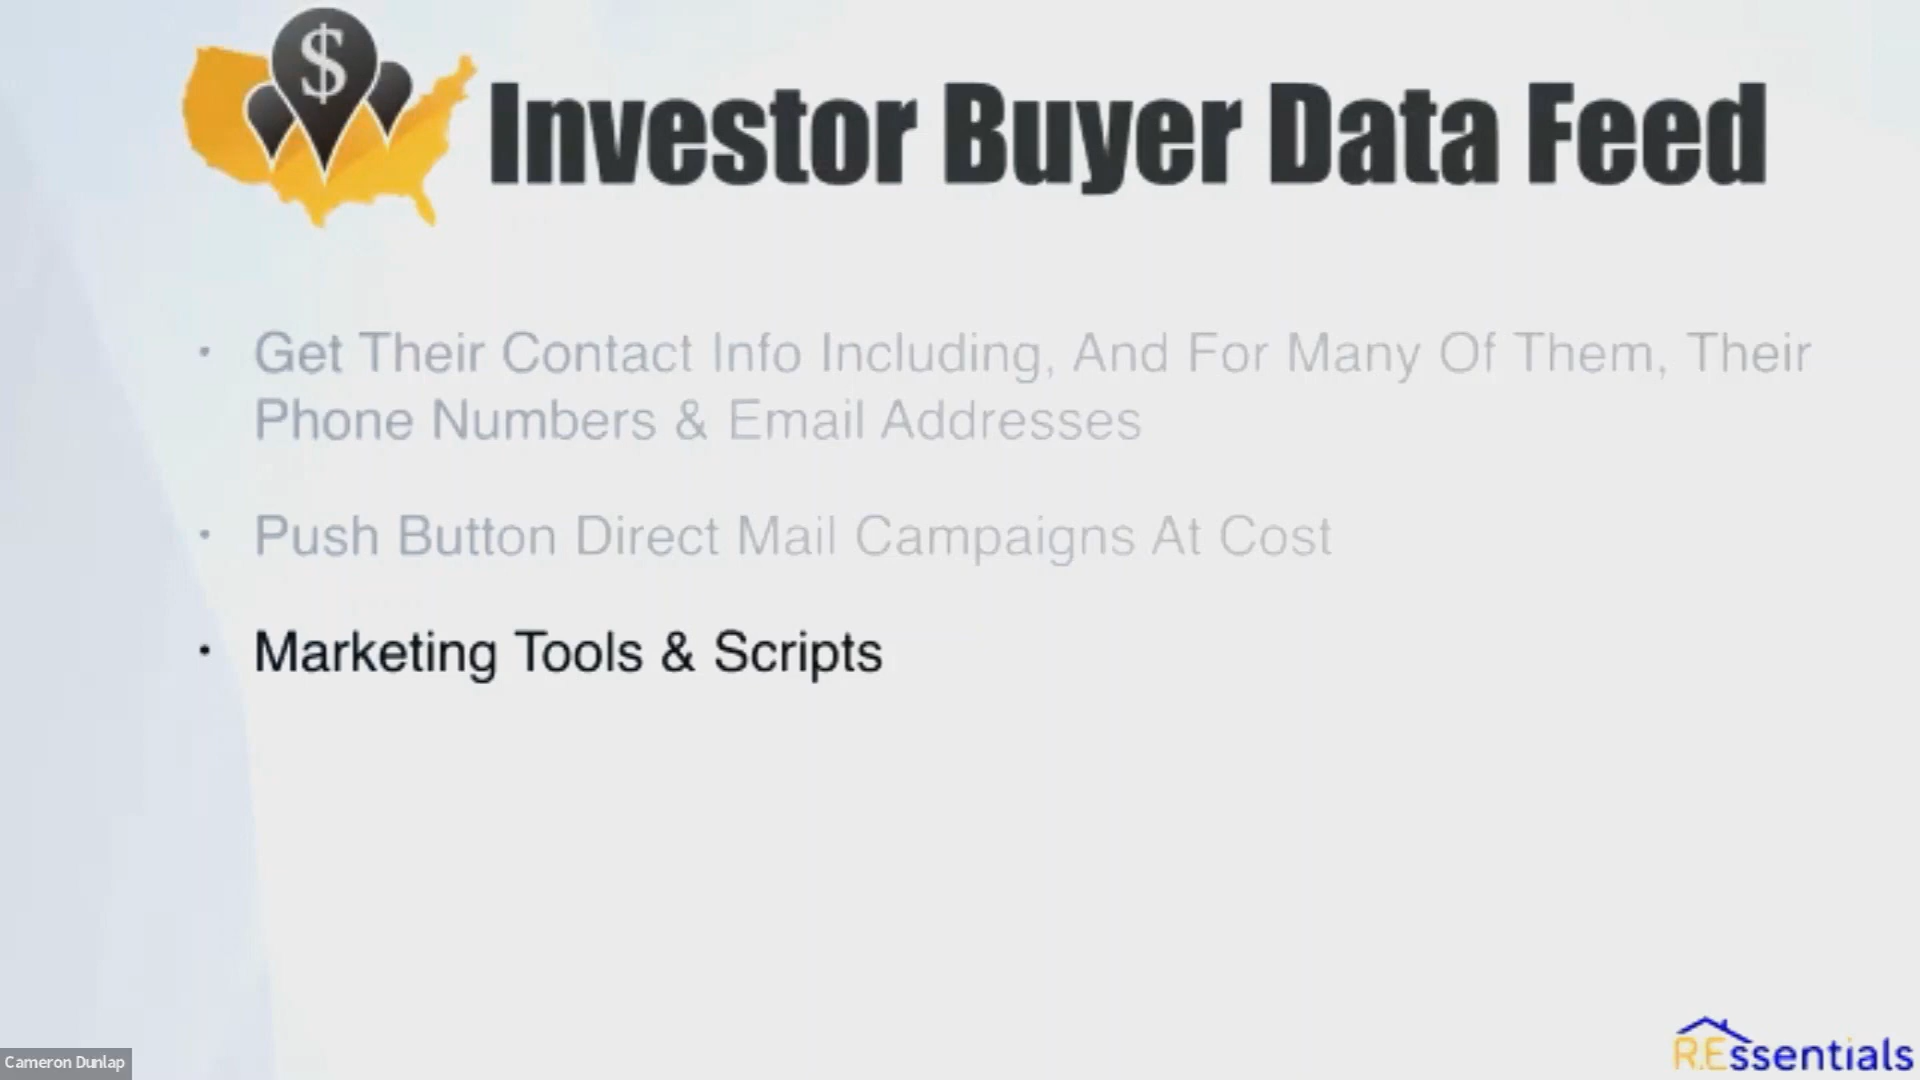 $
Investor Buyer Data Feed
• Get Their Contact Info Including, And For Many Of Them, Their
Phone Numbers & Email Addresses
• Push Button Direct Mail Campaigns At Cost
• Marketing Tools & Scripts
Cameron Dunlap
R.Essentials